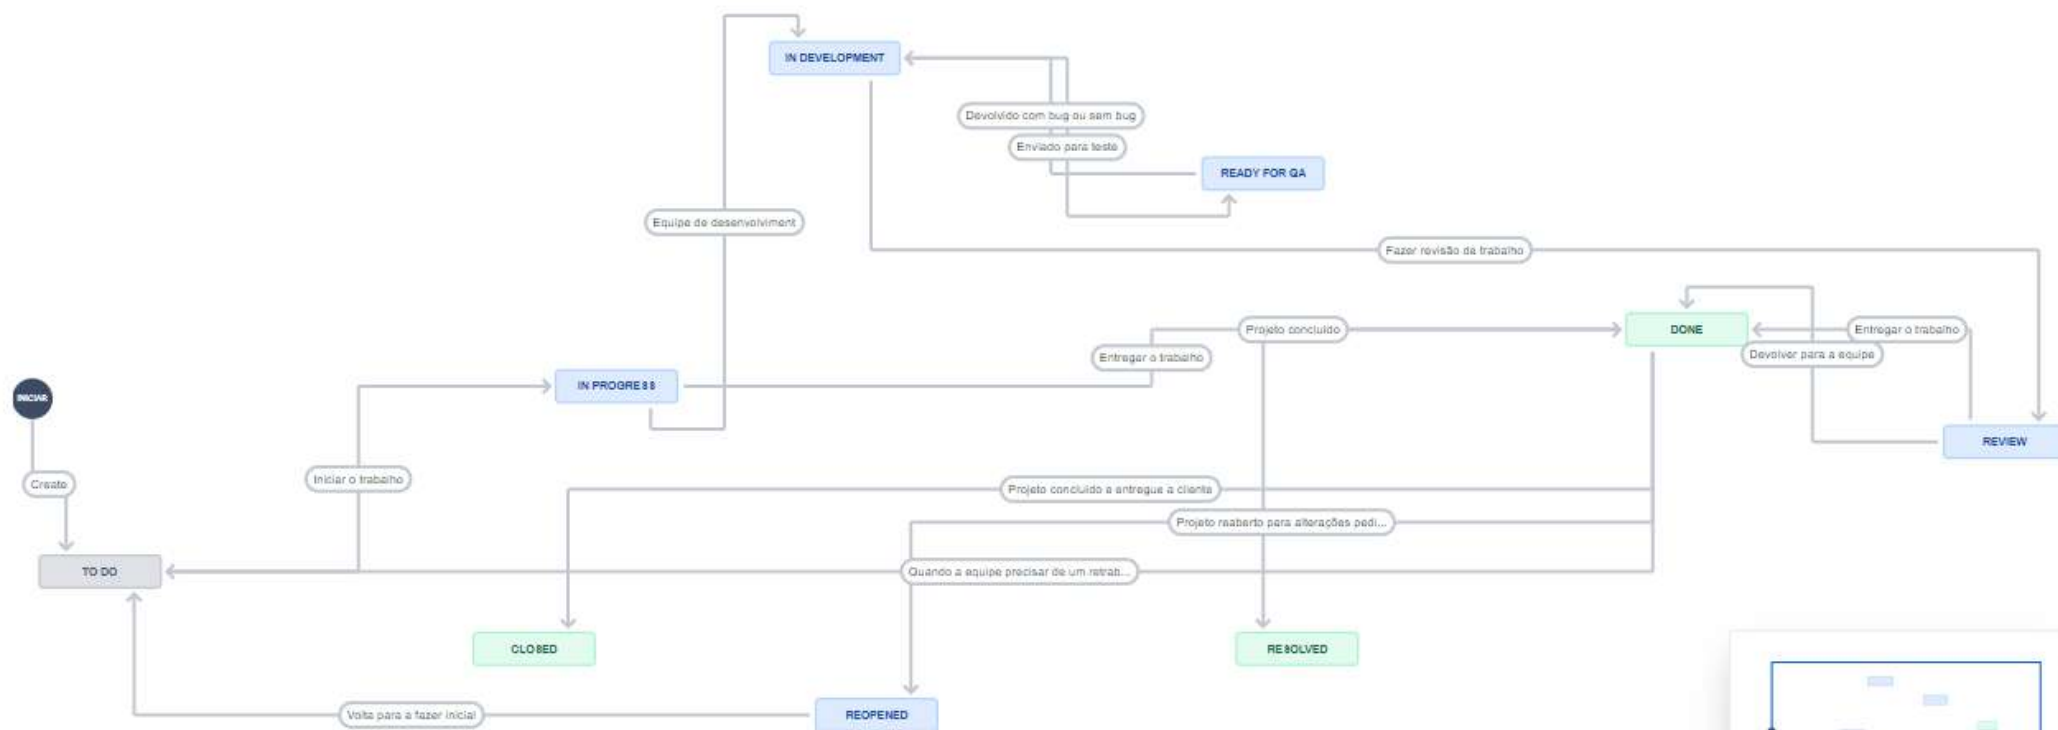 IN DEVELOPMENT
Devolvido com bug ou sem bug
Enviado para teste
READY FOR QA
Equipe de desenvolviment
Fazer revisão de trabalho
Projeto concluído
DONE
Entregar o trabalho
Devolver para a equipe
Entregar o trabalho
IN PROGRESS
INICIAR
REVIEW
Create
Iniciar o trabalho
Projeto concluido e entregue a cliente
Projeto reaberto para alterações pedi...
TO DO
Quando a equipe precisar de um retrab...
CLOSED
RESOLVED
Volta para a fazer inicial
REOPENED